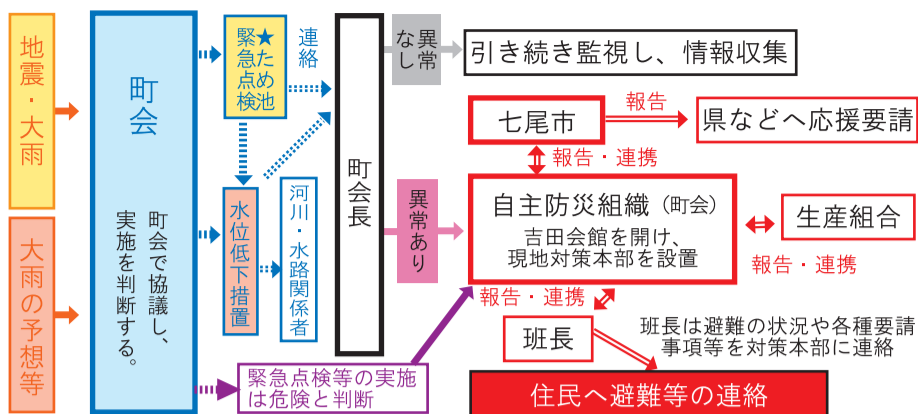 地震・大雨
大雨の予想等
町会
町会で協議し、
実施を判断する。
★ため池
緊急点検
連絡
水位低下措置
河川・水路関係者
緊急点検等の実施
は危険と判断
町会長
異常
なし
引き続き監視し、情報収集
異常あり
七尾市
報告
県などへ応援要請
報告・連携
自主防災組織（町会）
吉田会館を開け、
現地対策本部を設置
生産組合
報告・連携
報告・連携
班長
班長は避難の状況や各種要請
事項等を対策本部に連絡
住民へ避難等の連絡